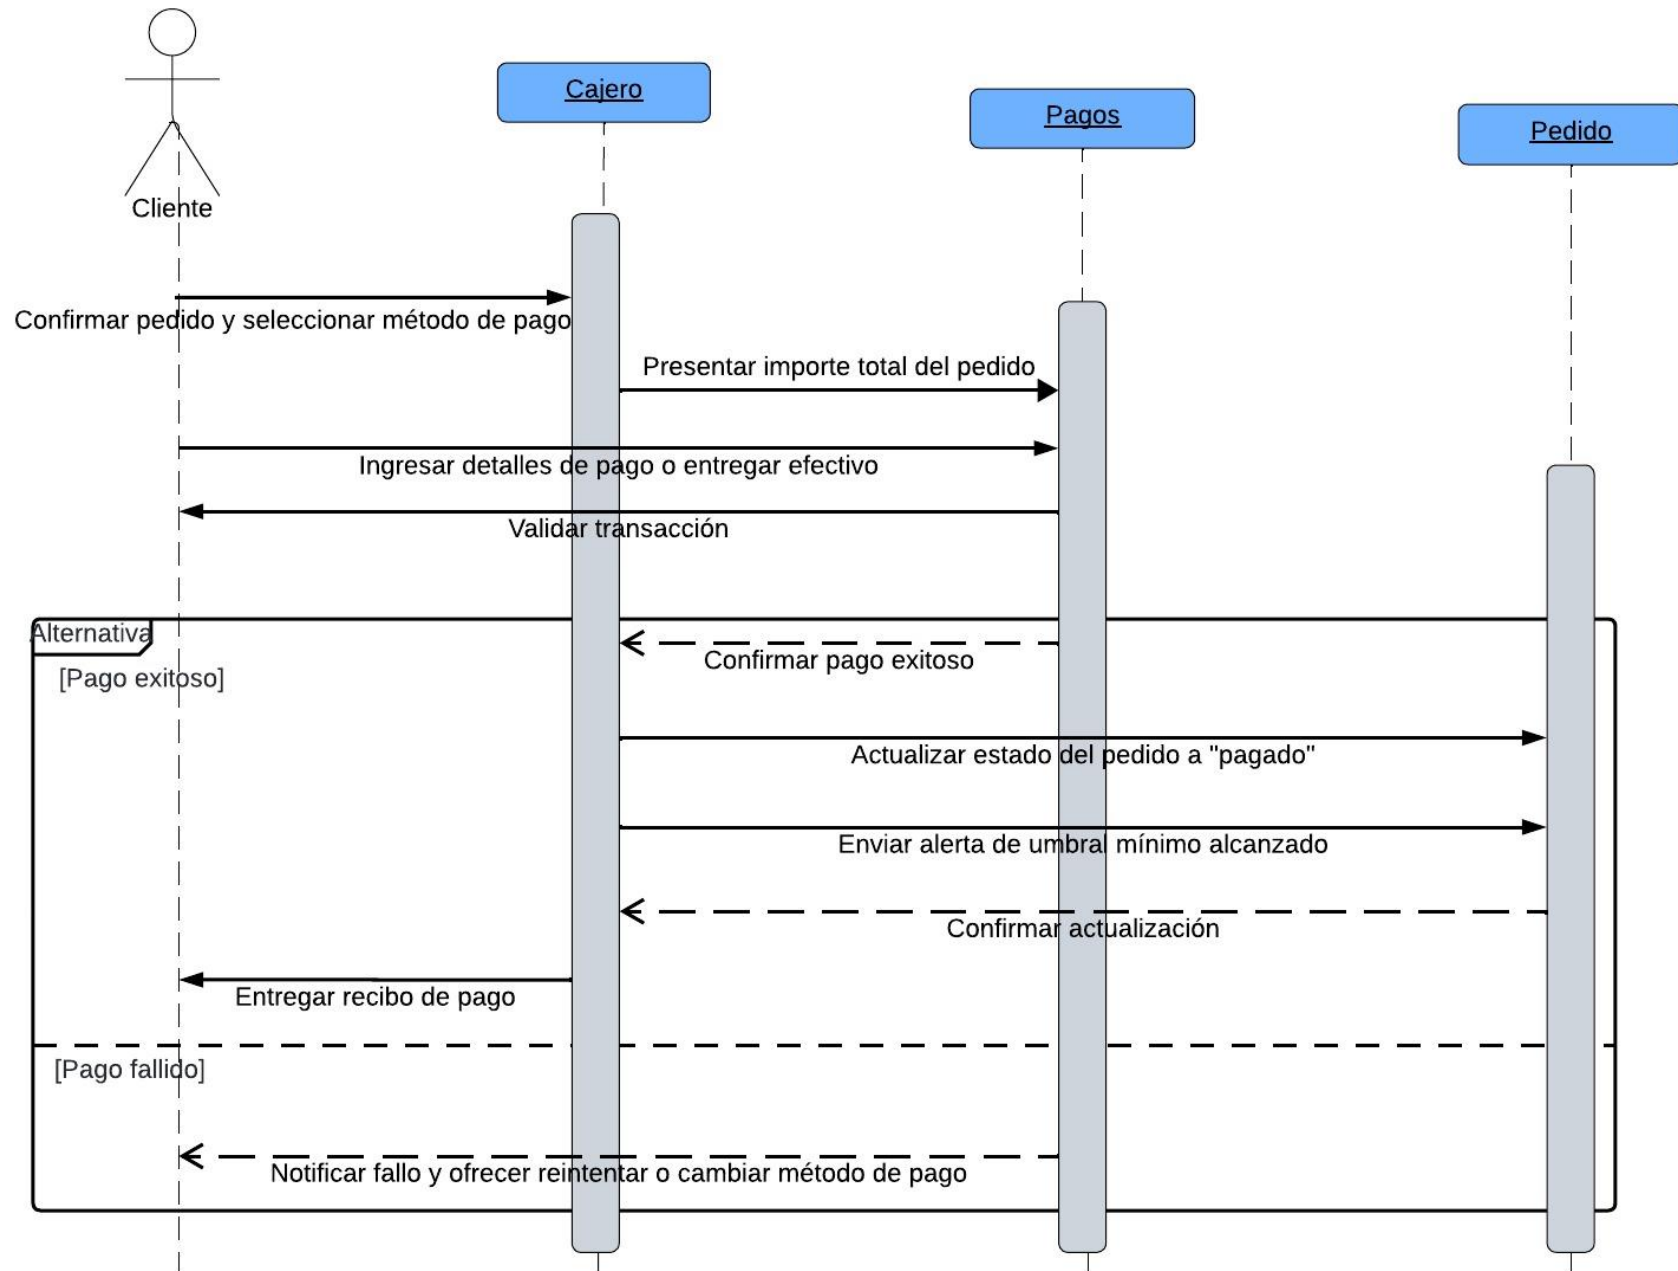 Cajero
Pagos
Pedido
Cliente
Confirmar pedido y seleccionar método de pago
Presentar importe total del pedido
Ingresar detalles de pago o entregar efectivo
Validar transacción
Alternativa
Confirmar pago exitoso
[Pago exitoso]
Actualizar estado del pedido a "pagado"
Enviar alerta de umbral mínimo alcanzado
Confirmar actualización
Entregar recibo de pago
[Pago fallido]
Notificar fallo y ofrecer reintentar o cambiar método de pago